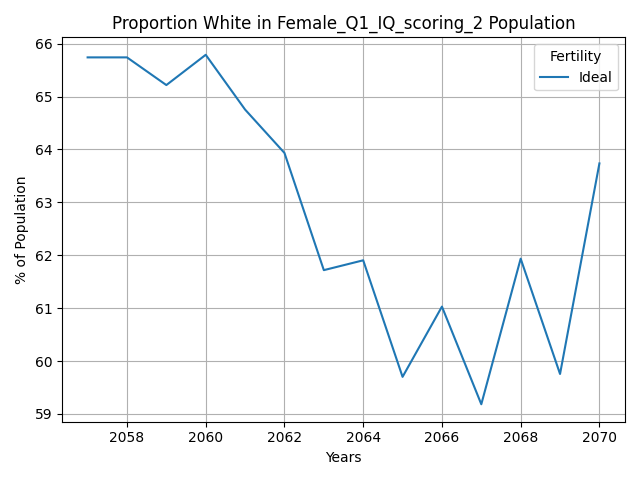 Proportion White in Female_Q1_IQ_scoring_2 Population
Fertility
Ideal
% of Population
66
65
64
63
62
61
60
59
2058 2060 2062 2064 2066 2068 2070
Years